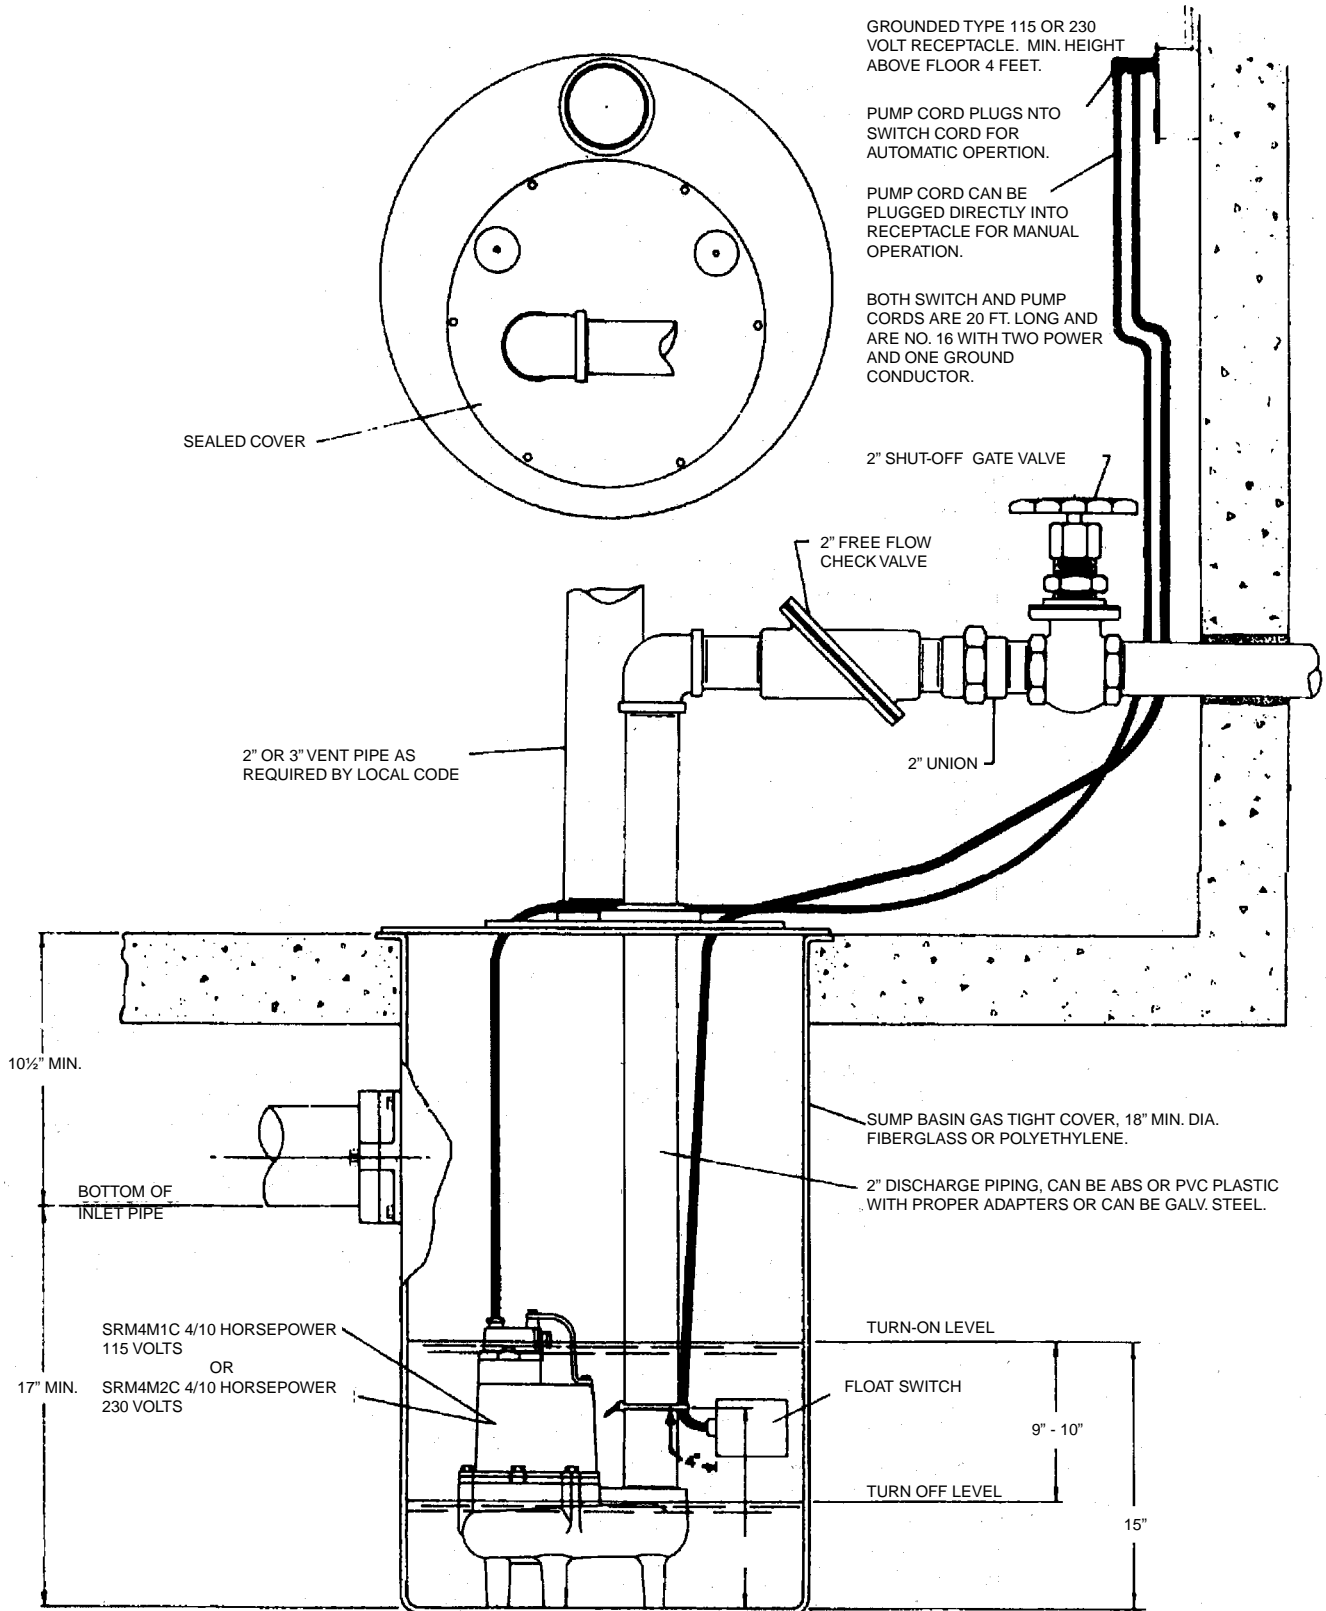 GROUNDED TYPE 115 OR 230
VOLT RECEPTACLE. MIN. HEIGHT
ABOVE FLOOR 4 FEET.
PUMP CORD PLUGS NTO
SWITCH CORD FOR
AUTOMATIC OPERTION.
PUMP CORD CAN BE
PLUGGED DIRECTLY INTO
RECEPTACLE FOR MANUAL
OPERATION.
BOTH SWITCH AND PUMP
CORDS ARE 20 FT. LONG AND
ARE NO. 16 WITH TWO POWER
AND ONE GROUND
CONDUCTOR.
SEALED COVER
2” SHUT-OFF GATE VALVE
2” FREE FLOW
CHECK VALVE
2” OR 3” VENT PIPE AS
REQUIRED BY LOCAL CODE
2” UNION
10½” MIN.
SUMP BASIN GAS TIGHT COVER, 18” MIN. DIA.
FIBERGLASS OR POLYETHYLENE.
2” DISCHARGE PIPING, CAN BE ABS OR PVC PLASTIC
WITH PROPER ADAPTERS OR CAN BE GALV. STEEL.
BOTTOM OF
INLET PIPE
SRM4M1C 4/10 HORSEPOWER
115 VOLTS
OR
SRM4M2C 4/10 HORSEPOWER
230 VOLTS
17” MIN.
TURN-ON LEVEL
FLOAT SWITCH
9” - 10”
4"
TURN OFF LEVEL
15”